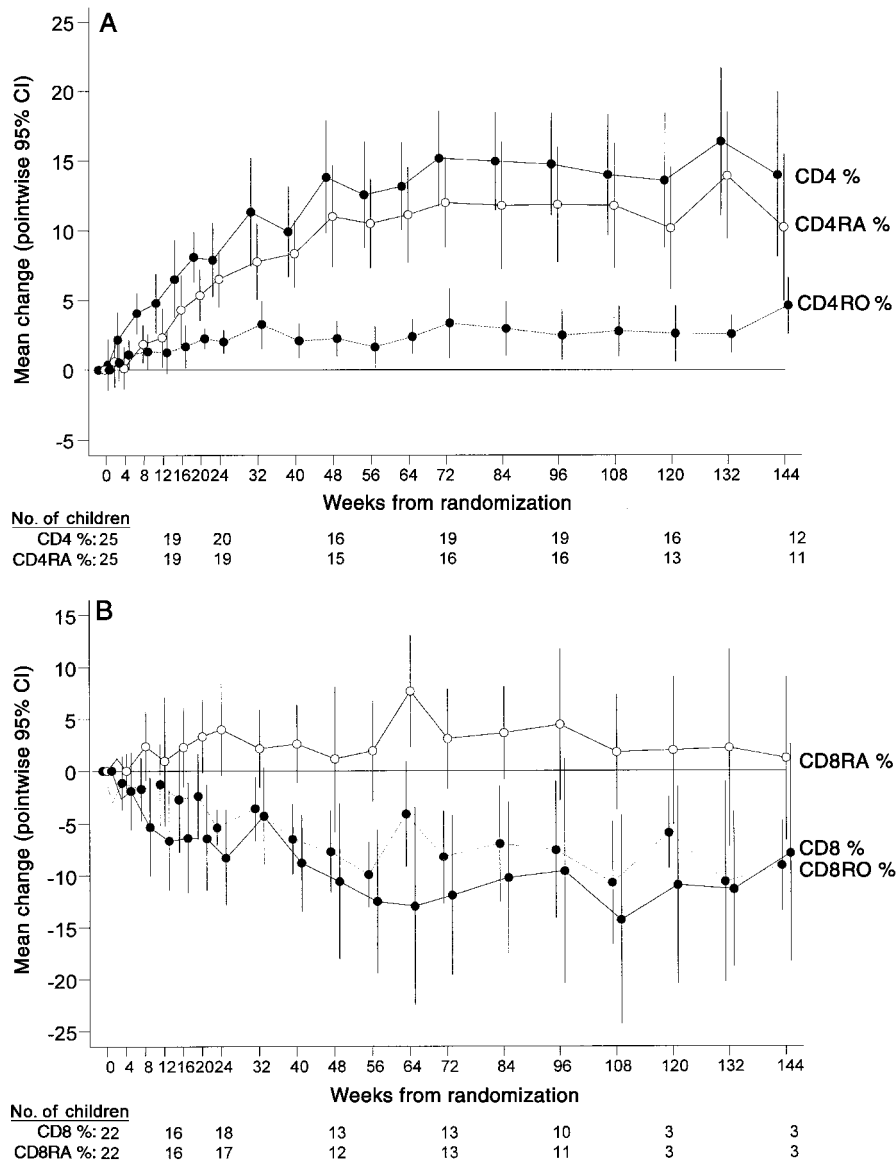 A
25
20
15
10
5
0
-5
Mean change (pointwise 95% CI)
CD4 %
CD4RA %
CD4RO %
0 4 8 12 16 20 24 32 40 48 56 64 72 84 96 108 120 132 144
Weeks from randomization
No. of children
CD4 %: 25 19 20 16 19 19 16 12
CD4RA %: 25 19 19 15 16 16 13 11
B
15
10
5
0
-5
-10
-15
-20
-25
Mean change (pointwise 95% CI)
CD8RA %
CD8 %
CD8RO %
0 4 8 12 16 20 24 32 40 48 56 64 72 84 96 108 120 132 144
Weeks from randomization
No. of children
CD8 %: 22 16 18 13 13 10 3 3
CD8RA %: 22 16 17 12 13 11 3 3